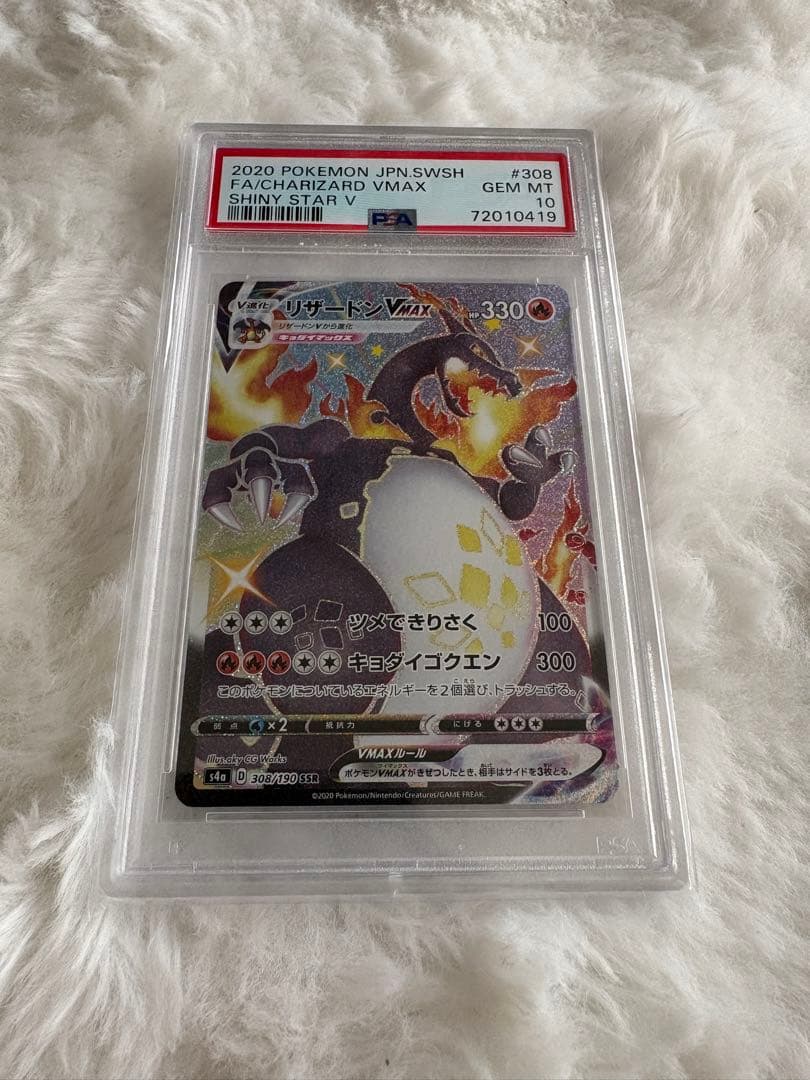 2020 POKEMON JPN.SWSH #308
FA/CHARIZARD VMAX GEM MT
SHINY STAR V 10
PSA 72010419
V進化 リザードンVMAX HP330
リザードンVから進化
キョダイマックス
ツメできりさく 100
キョダイゴクエン 300
このポケモンについているエネルギーを2個選び、トラッシュする。
弱点 ×2 抵抗力 にげる
Illus.aky CG Works
VMAXルール
s4a D 308/190 SSR
ポケモンVMAXがきぜつしたとき、相手はサイドを3枚とる。
©2020 Pokémon/Nintendo/Creatures/GAME FREAK.